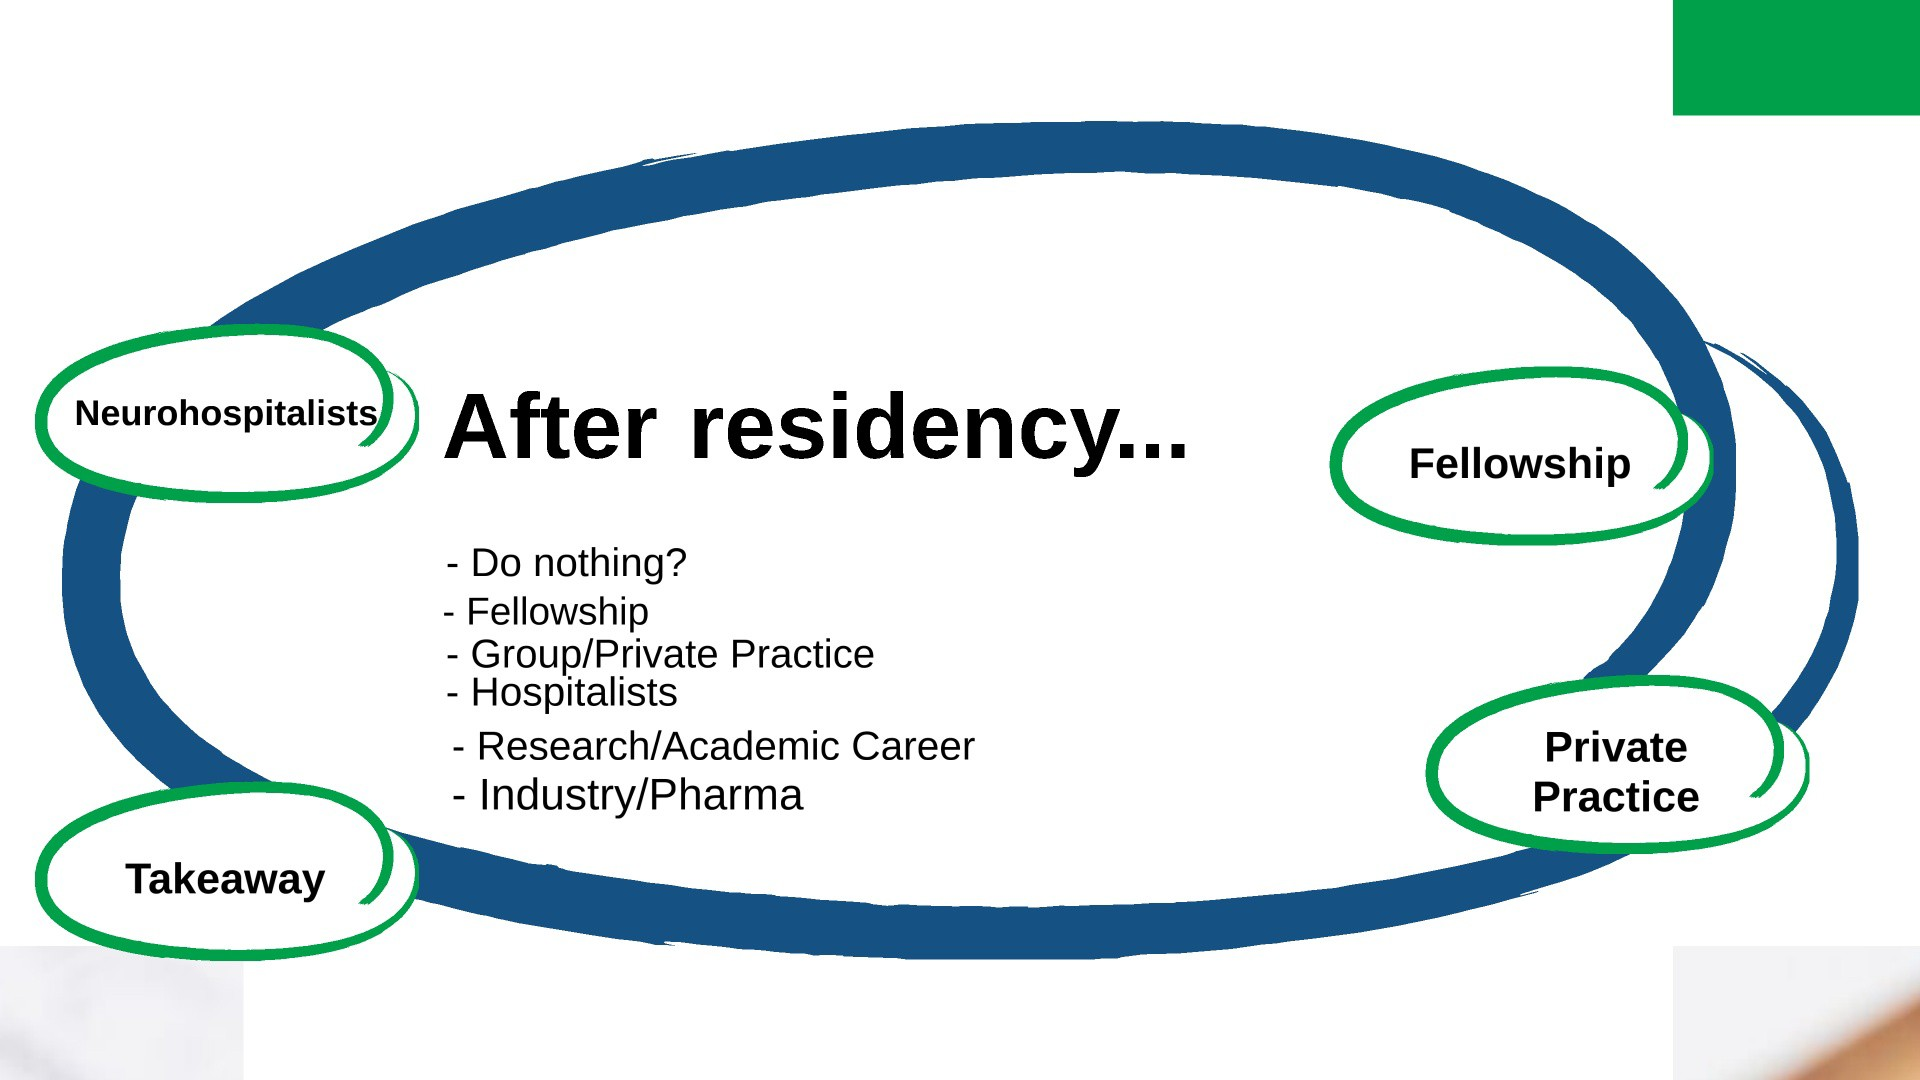 Neurohospitalists
After residency...
Fellowship
- Do nothing?
- Fellowship
- Group/Private Practice
- Hospitalists
- Research/Academic Career
- Industry/Pharma
Private
Practice
Takeaway